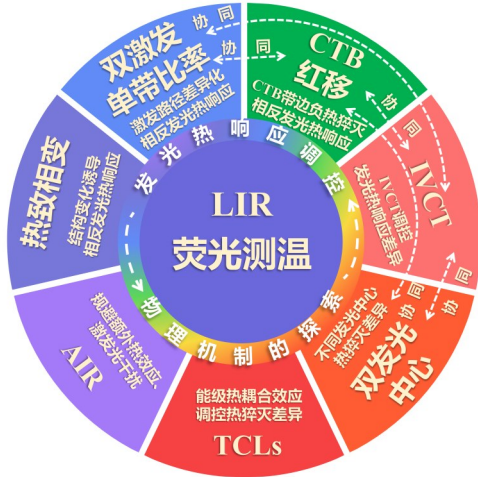 双激发
单带比率
激发路径差异化
相反发光热响应
协同
协同
CTB
红移
CTB带边负热猝灭
相反发光热响应
协同
IVCT
IVCT调控
发光热响应差异
协同
协同
双发光
中心
不同发光中心
热猝灭差异
能级热耦合效应
调控热猝灭差异
TCLs
AIR
规避额外热效应、
激发光干扰
热致相变
结构变化诱导
相反发光热响应
发光热响应调控
物理机制的探索
LIR
荧光测温